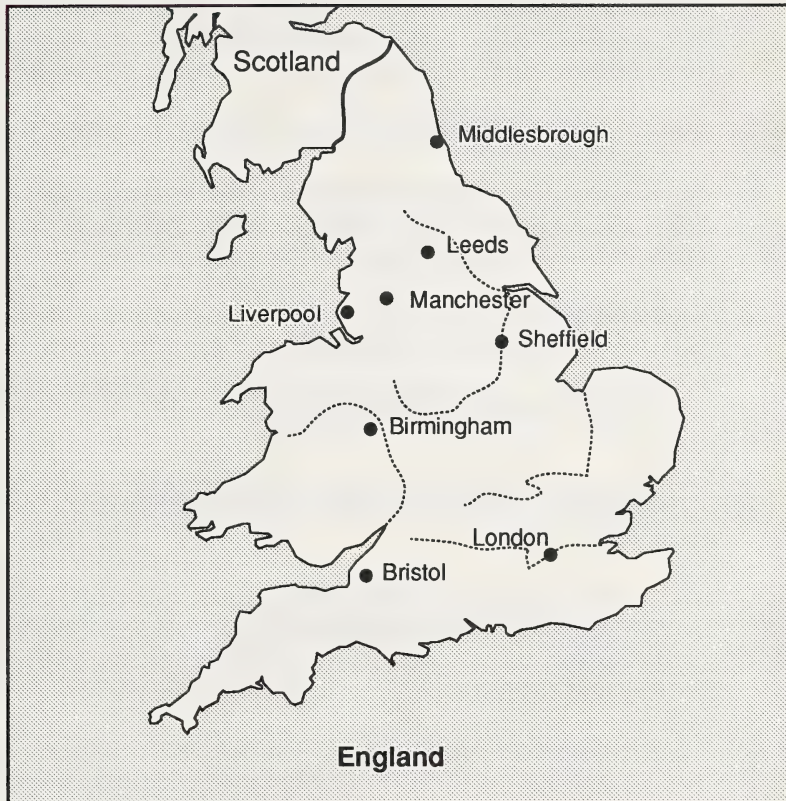 Scotland
Middlesbrough
Leeds
Liverpool
Manchester
Sheffield
Birmingham
London
Bristol
England